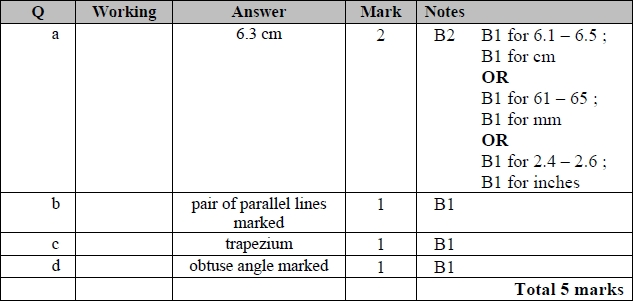 Q Working Answer Mark Notes
a 6.3 cm 2 B2 B1 for 6.1 – 6.5 ;
B1 for cm
OR
B1 for 61 – 65 ;
B1 for mm
OR
B1 for 2.4 – 2.6 ;
B1 for inches
b pair of parallel lines 1 B1
marked
c trapezium 1 B1
d obtuse angle marked 1 B1
Total 5 marks